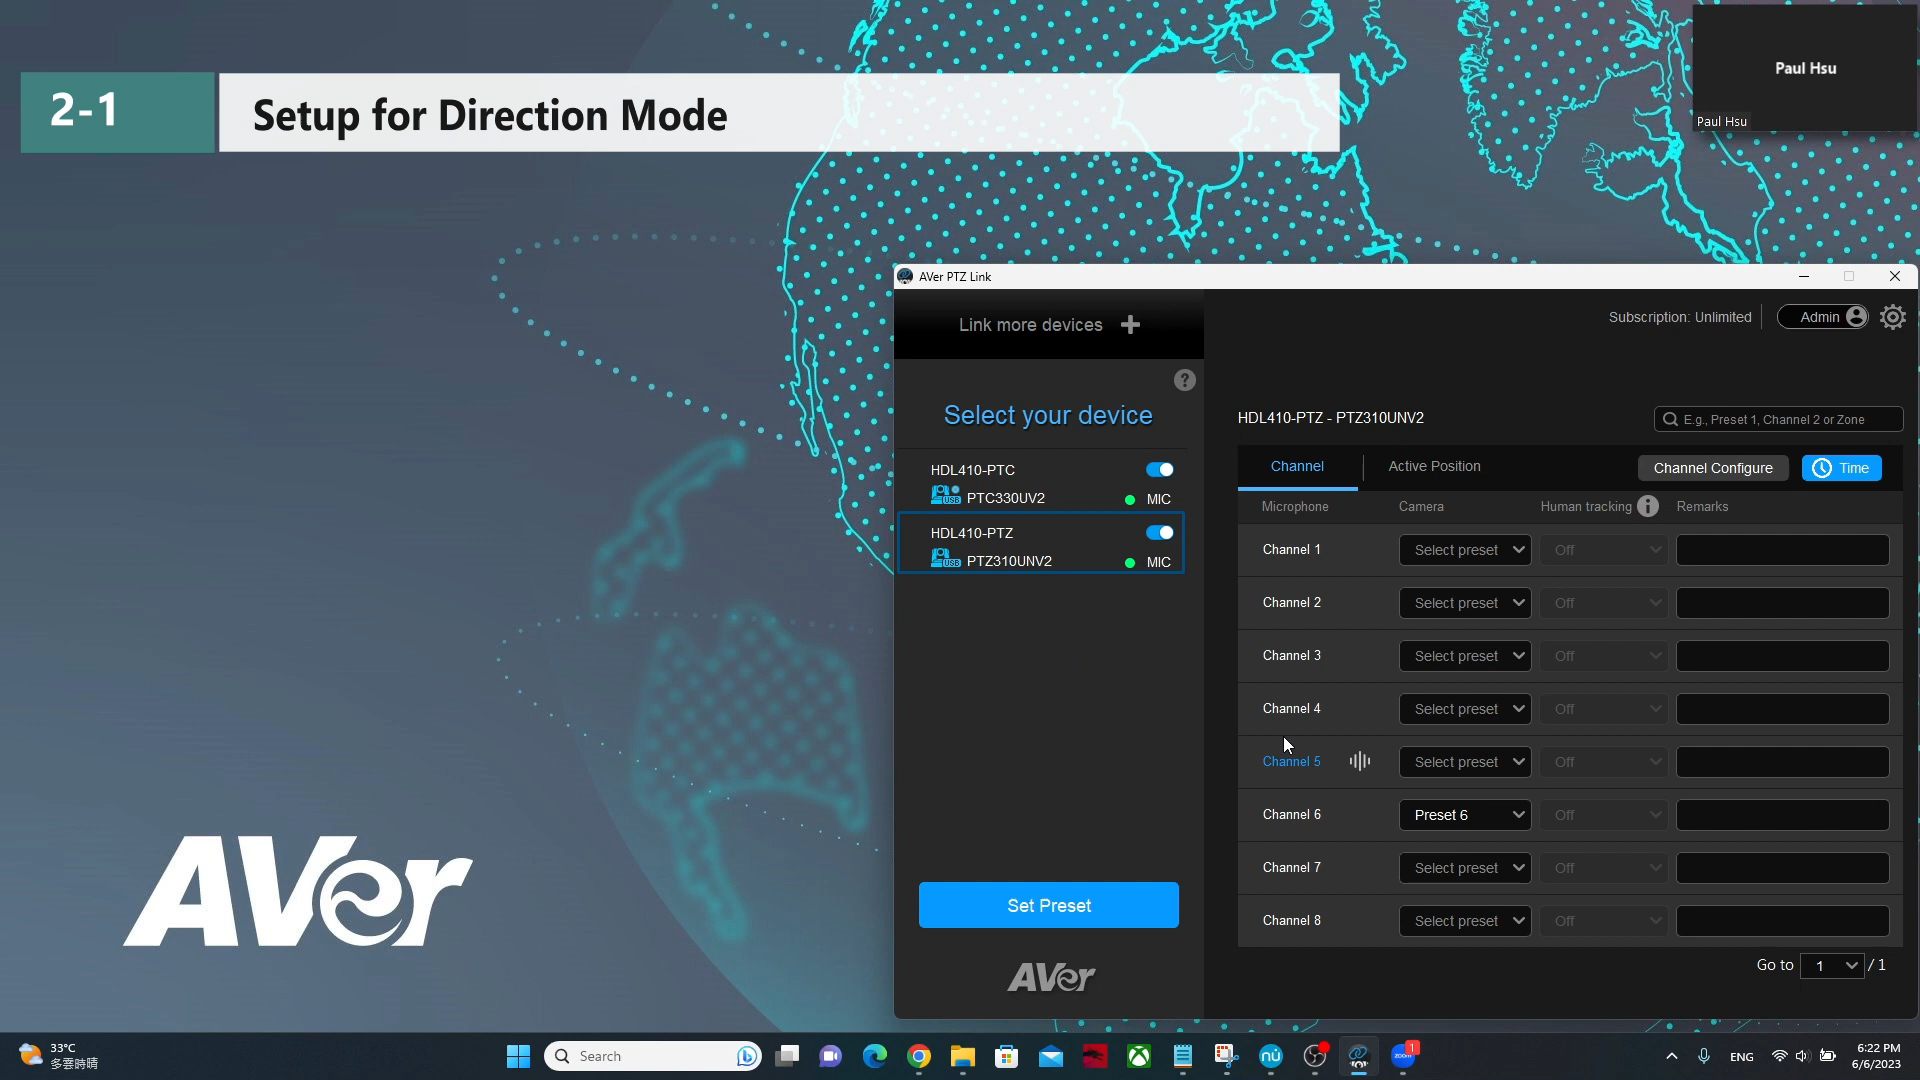 2-1
Setup for Direction Mode
Paul Hsu
Paul Hsu
AVer PTZ Link
Link more devices
Subscription: Unlimited
Admin
?
Select your device
HDL410-PTC
USB
PTC330UV2
MIC
HDL410-PTZ
USB
PTZ310UNV2
MIC
Set Preset
AVer
HDL410-PTZ - PTZ310UNV2
E.g., Preset 1, Channel 2 or Zone
Channel
Active Position
Channel Configure
Time
Microphone
Camera
Human tracking
i
Remarks
Channel 1
Select preset
Off
Channel 2
Select preset
Off
Channel 3
Select preset
Off
Channel 4
Select preset
Off
Channel 5
Select preset
Off
Channel 6
Preset 6
Off
Channel 7
Select preset
Off
Channel 8
Select preset
Off
Go to
1
/ 1
AVer
33°C
多雲時晴
Search
nú
zoom
1
ENG
6:22 PM
6/6/2023